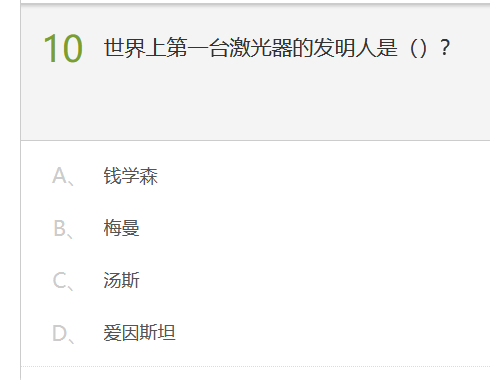 10 世界上第一台激光器的发明人是（）？
A、 钱学森
B、 梅曼
C、 汤斯
D、 爱因斯坦